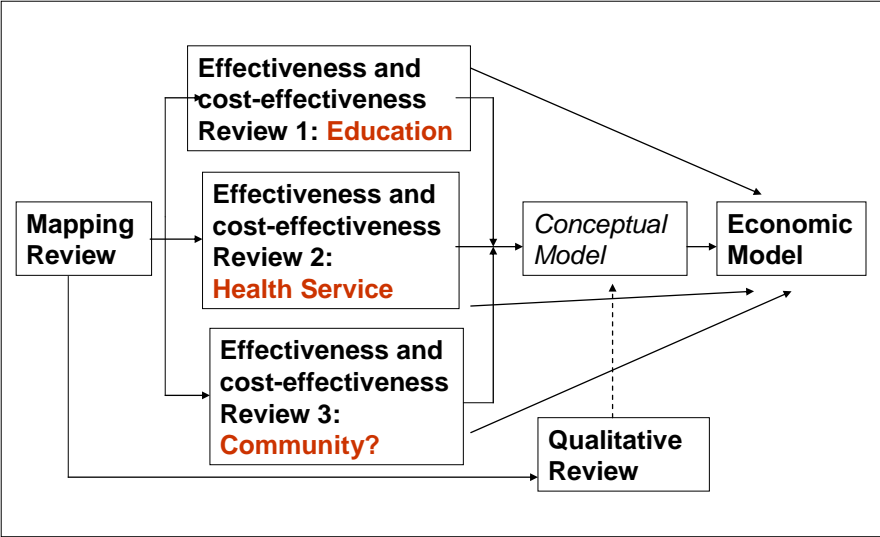 Effectiveness and
cost-effectiveness
Review 1: Education
Mapping
Review
Effectiveness and
cost-effectiveness
Review 2:
Health Service
Conceptual
Model
Economic
Model
Effectiveness and
cost-effectiveness
Review 3:
Community?
Qualitative
Review